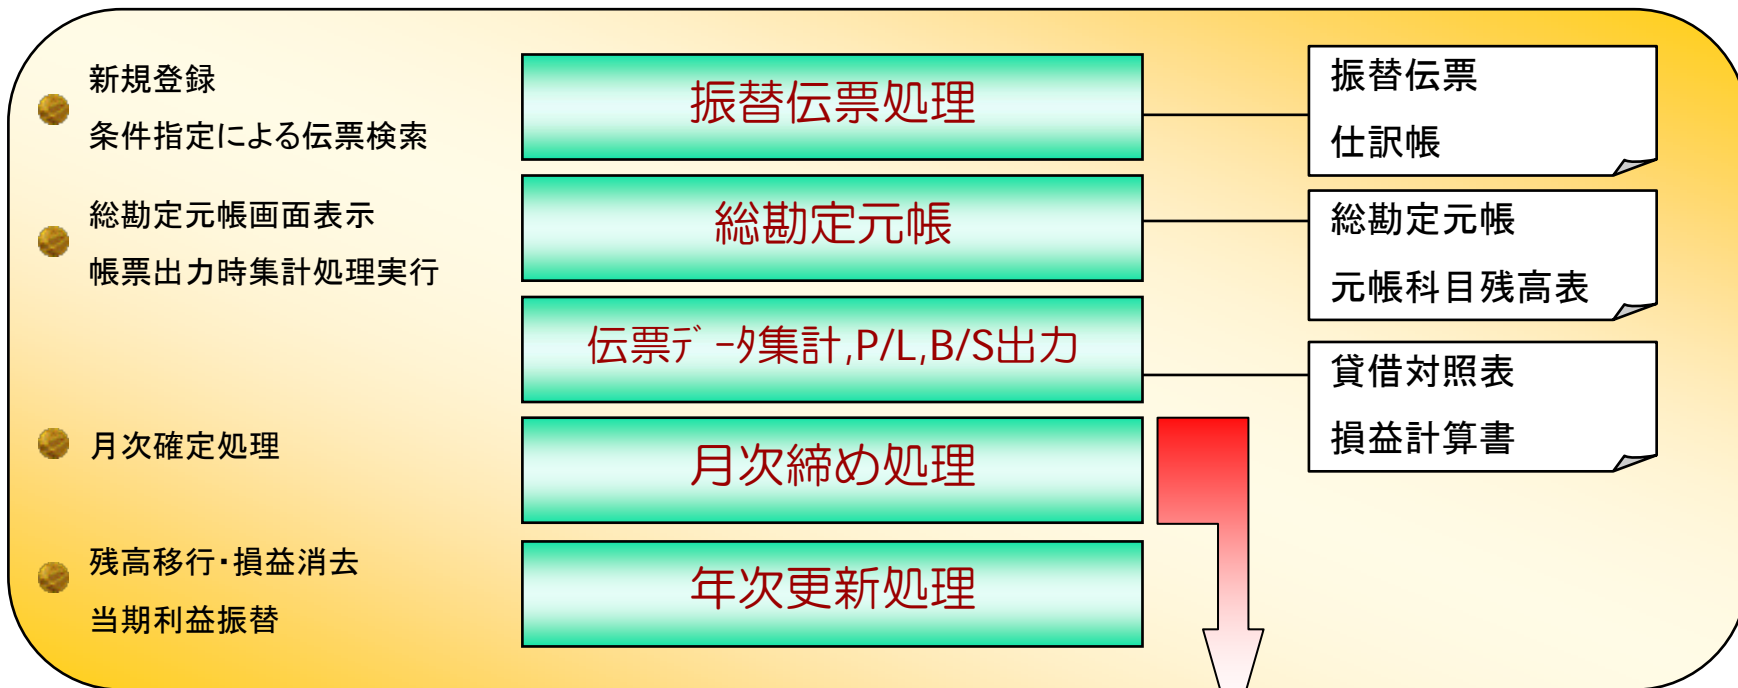 新規登録
条件指定による伝票検索
振替伝票処理
振替伝票
仕訳帳
総勘定元帳画面表示
帳票出力時集計処理実行
総勘定元帳
総勘定元帳
元帳科目残高表
伝票ﾃﾞｰﾀ集計,P/L,B/S出力
貸借対照表
損益計算書
月次確定処理
月次締め処理
残高移行・損益消去
当期利益振替
年次更新処理